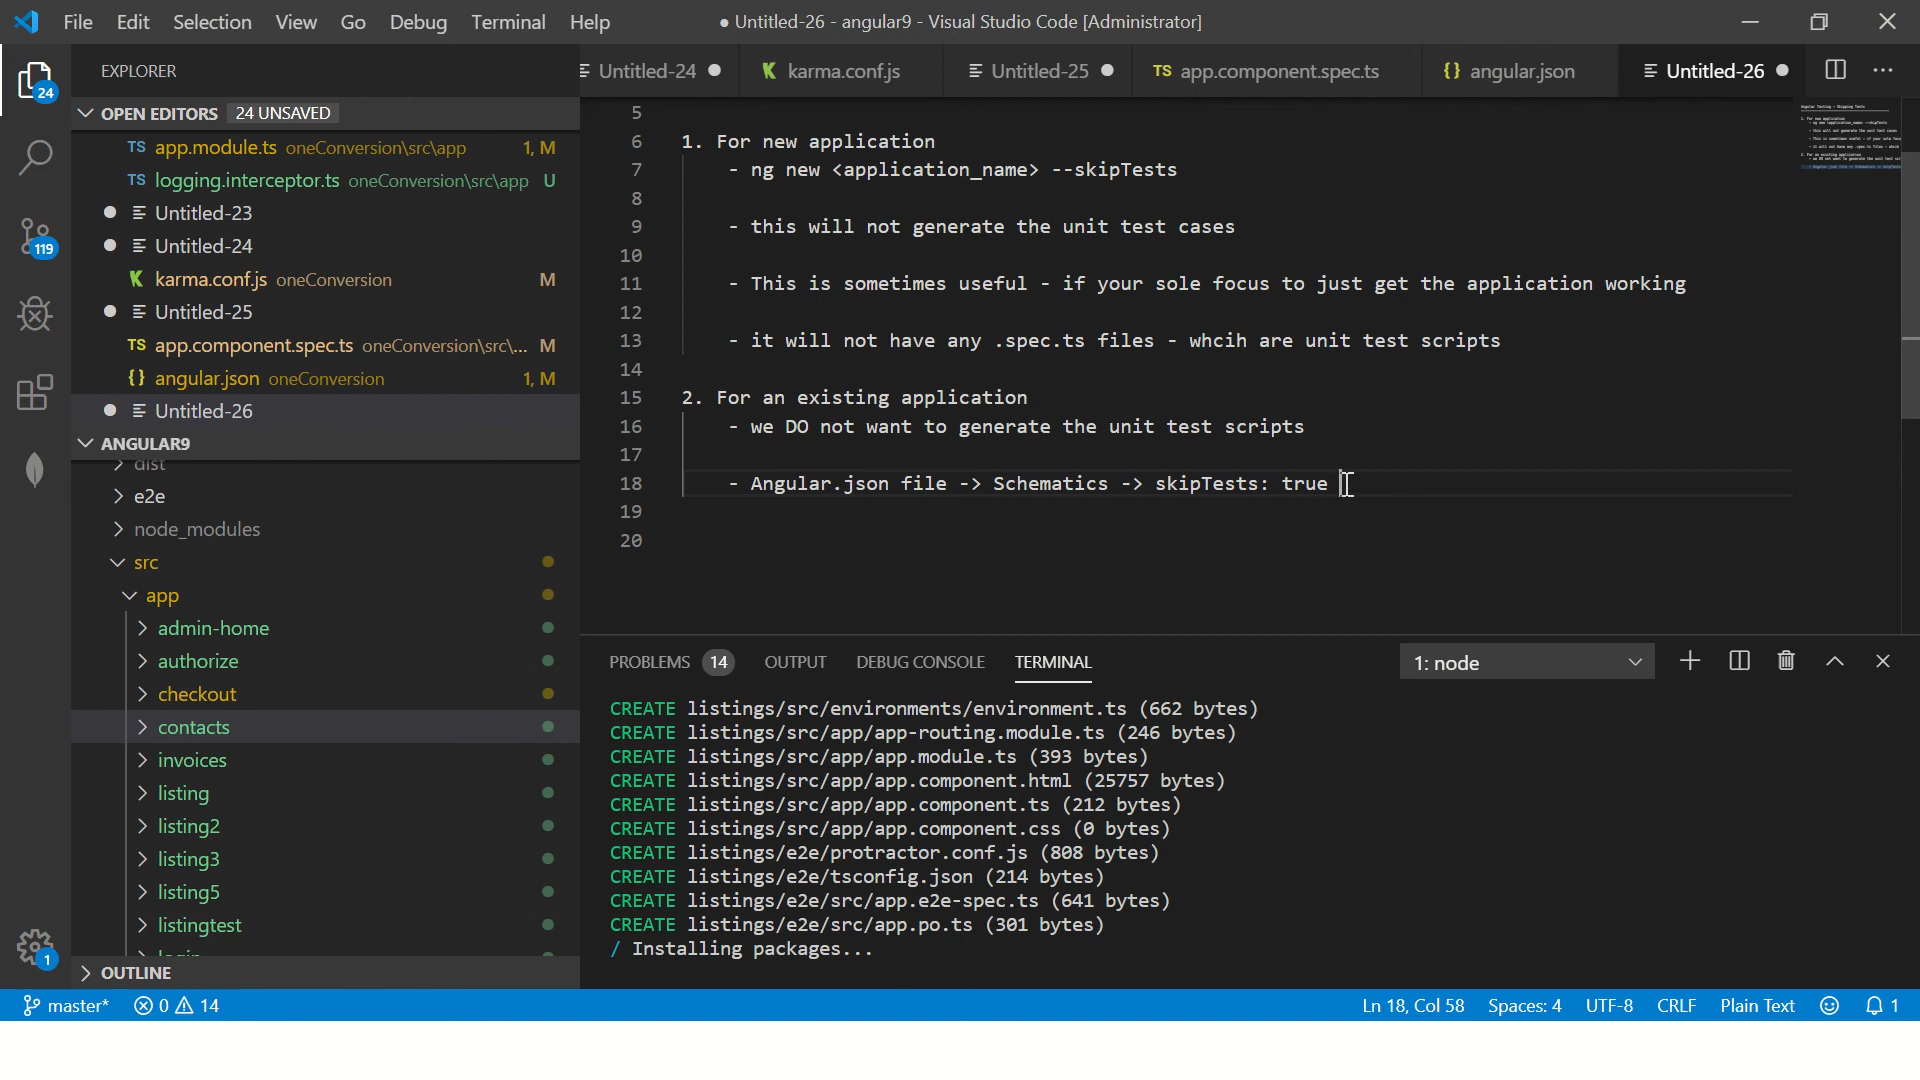 File Edit Selection View Go Debug Terminal Help
● Untitled-26 - angular9 - Visual Studio Code [Administrator]
EXPLORER
Untitled-24
karma.conf.js
Untitled-25
TS app.component.spec.ts
{} angular.json
Untitled-26
24
OPEN EDITORS 24 UNSAVED
TS app.module.ts oneConversion\src\app 1, M
TS logging.interceptor.ts oneConversion\src\app U
Untitled-23
Untitled-24
karma.conf.js oneConversion M
Untitled-25
TS app.component.spec.ts oneConversion\src\... M
{} angular.json oneConversion 1, M
Untitled-26
119
ANGULAR9
dist
e2e
node_modules
src
app
admin-home
authorize
checkout
contacts
invoices
listing
listing2
listing3
listing5
listingtest
OUTLINE
1
5
6 1. For new application
7 - ng new <application_name> --skipTests
8
9 - this will not generate the unit test cases
10
11 - This is sometimes useful - if your sole focus to just get the application working
12
13 - it will not have any .spec.ts files - whcih are unit test scripts
14
15 2. For an existing application
16 - we DO not want to generate the unit test scripts
17
18 - Angular.json file -> Schematics -> skipTests: true
19
20
PROBLEMS 14 OUTPUT DEBUG CONSOLE TERMINAL 1: node
CREATE listings/src/environments/environment.ts (662 bytes)
CREATE listings/src/app/app-routing.module.ts (246 bytes)
CREATE listings/src/app/app.module.ts (393 bytes)
CREATE listings/src/app/app.component.html (25757 bytes)
CREATE listings/src/app/app.component.ts (212 bytes)
CREATE listings/src/app/app.component.css (0 bytes)
CREATE listings/e2e/protractor.conf.js (808 bytes)
CREATE listings/e2e/tsconfig.json (214 bytes)
CREATE listings/e2e/src/app.e2e-spec.ts (641 bytes)
CREATE listings/e2e/src/app.po.ts (301 bytes)
/ Installing packages...
master* 0 14 Ln 18, Col 58 Spaces: 4 UTF-8 CRLF Plain Text 1